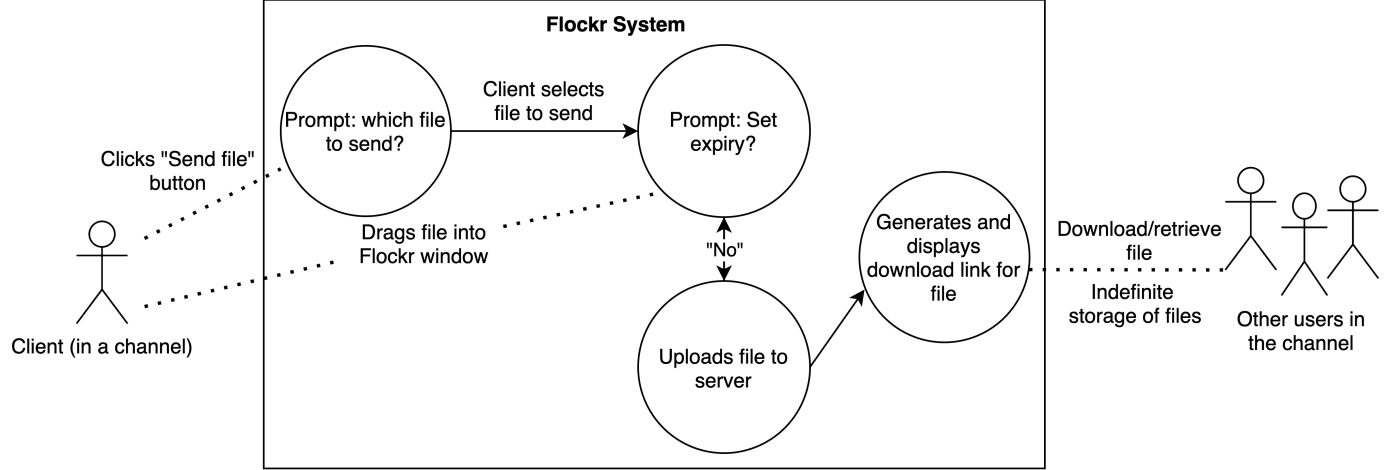 Flockr System
Clicks "Send file"
button
Client (in a channel)
Prompt: which file
to send?
Client selects
file to send
Prompt: Set
expiry?
Drags file into
Flockr window
"No"
Uploads file to
server
Generates and
displays
download link for
file
Download/retrieve
file
Indefinite
storage of files
Other users in
the channel